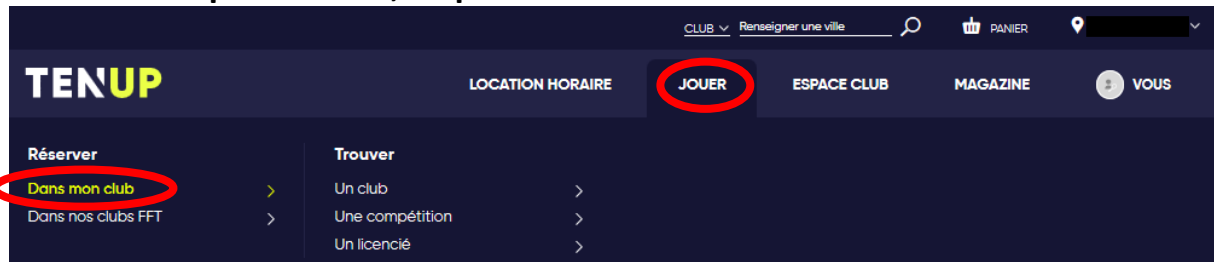 CLUB Renseigner une ville PANIER
TENUP LOCATION HORAIRE JOUER ESPACE CLUB MAGAZINE VOUS
Réserver Trouver
Dans mon club Un club
Dans nos clubs FFT Une compétition
Un licencié